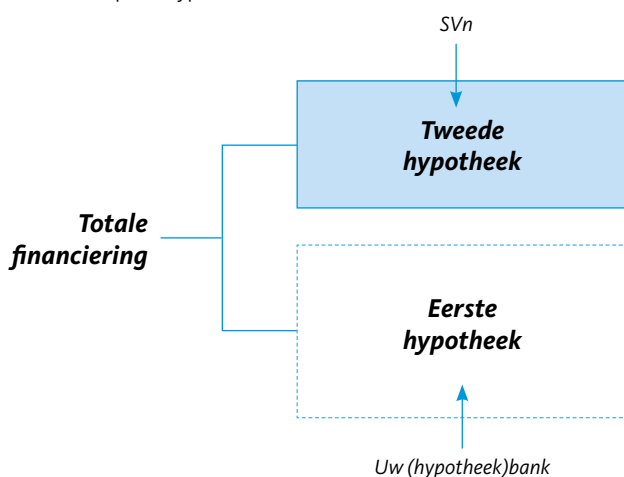 SVn
Tweede
hypotheek
Totale
financiering
Eerste
hypotheek
Uw (hypotheek)bank